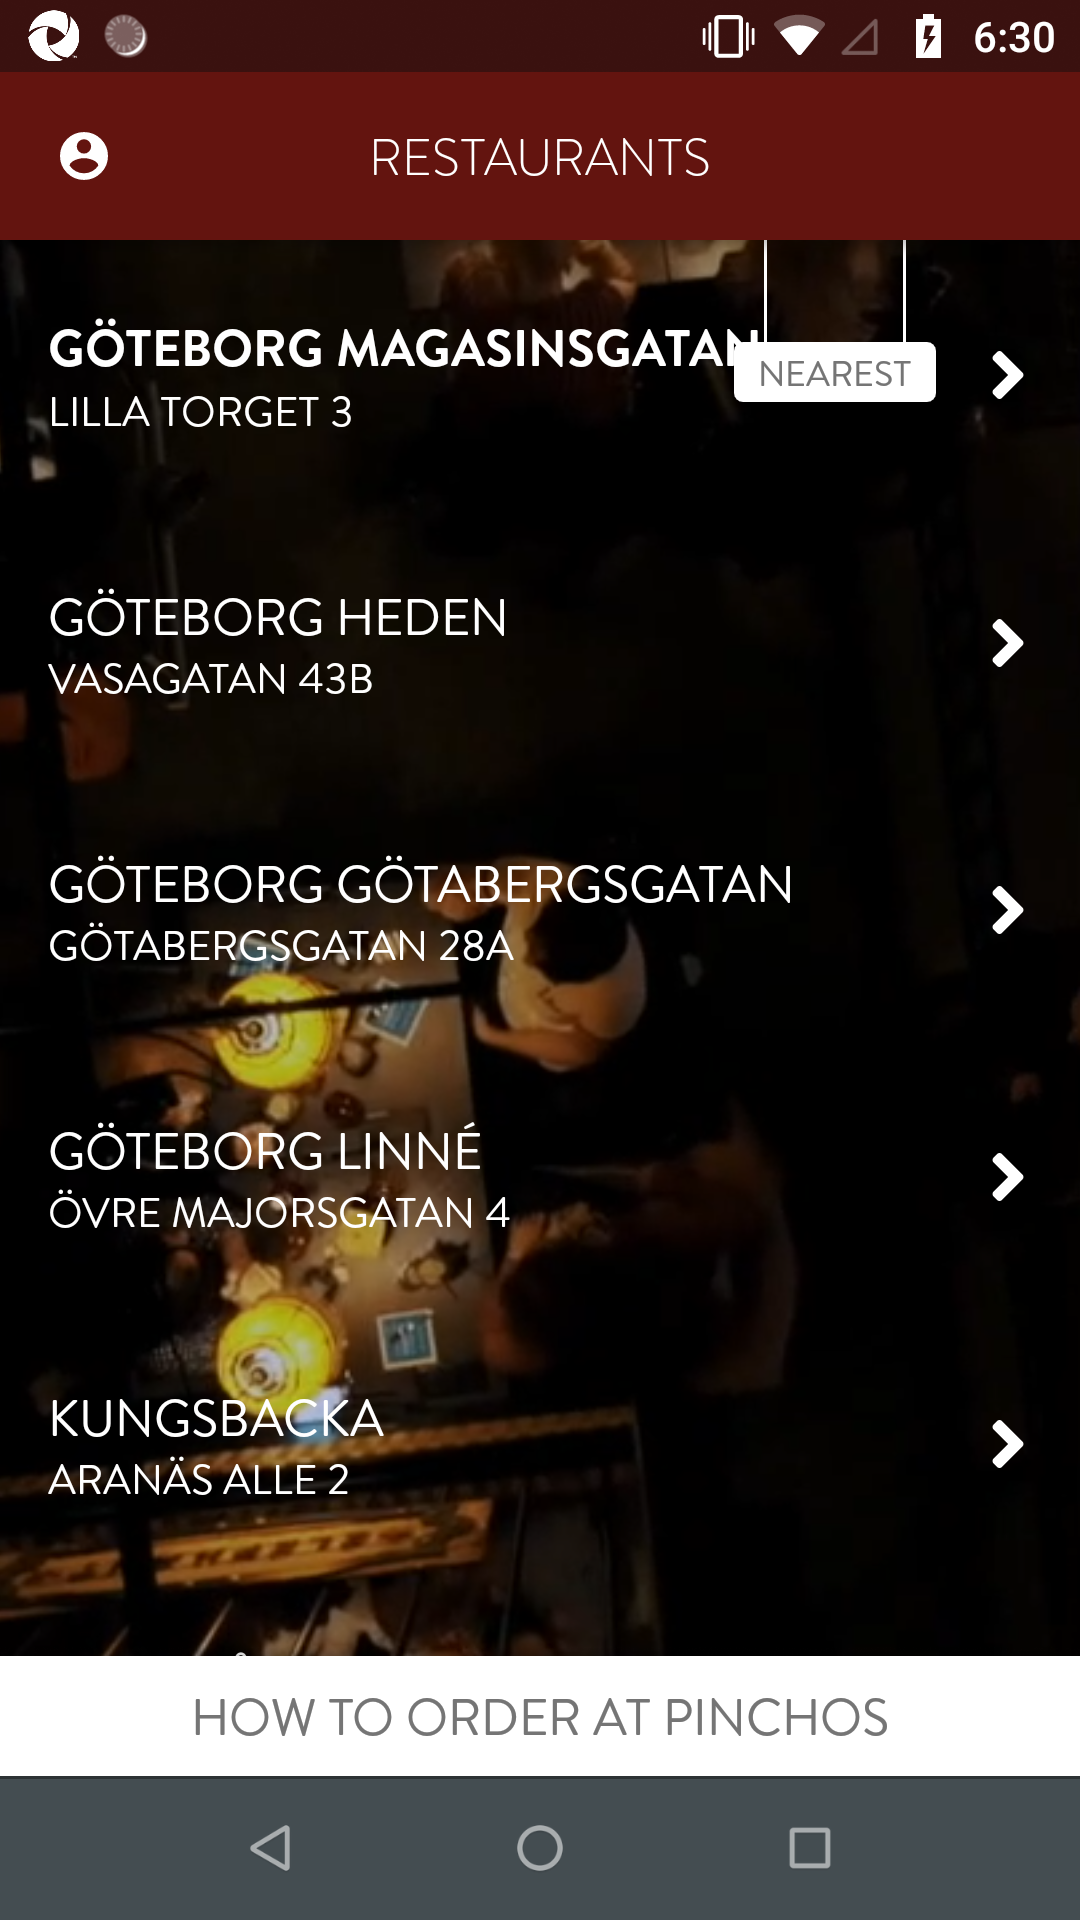 6:30
RESTAURANTS
GÖTEBORG MAGASINSGATAN
NEAREST
LILLA TORGET 3
GÖTEBORG HEDEN
VASAGATAN 43B
GÖTEBORG GÖTABERGSGATAN
GÖTABERGSGATAN 28A
GÖTEBORG LINNÉ
ÖVRE MAJORSGATAN 4
KUNGSBACKA
ARANÄS ALLE 2
HOW TO ORDER AT PINCHOS